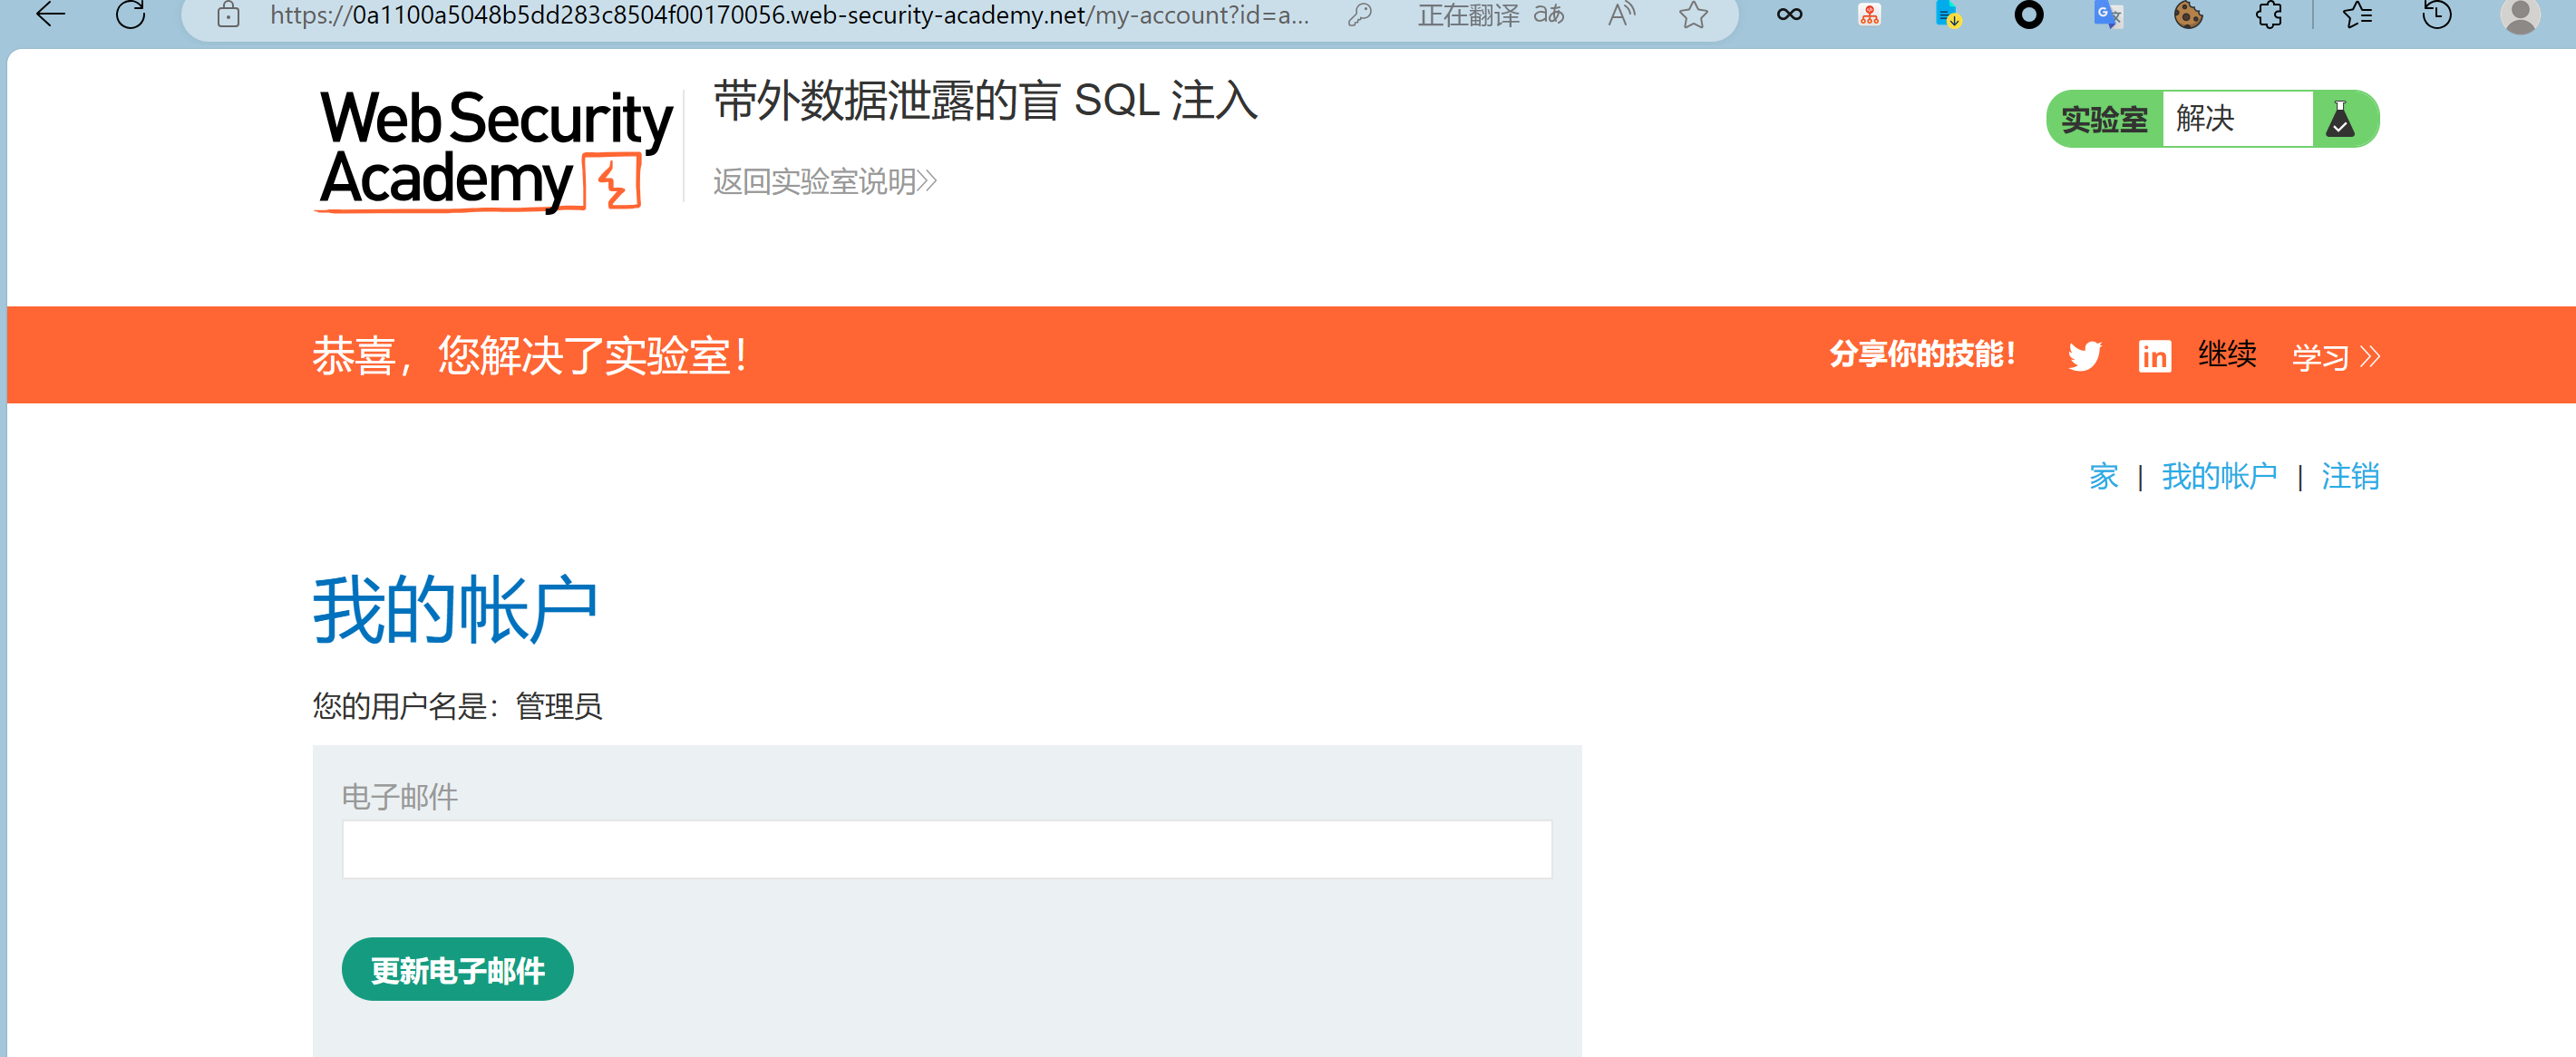 https://0a1100a5048b5dd283c8504f00170056.web-security-academy.net/my-account?id=a...
正在翻译
Web Security
Academy
带外数据泄露的盲 SQL 注入
返回实验室说明
实验室 解决
恭喜，您解决了实验室！
分享你的技能！ 继续 学习
家 | 我的帐户 | 注销
我的帐户
您的用户名是：管理员
电子邮件
更新电子邮件